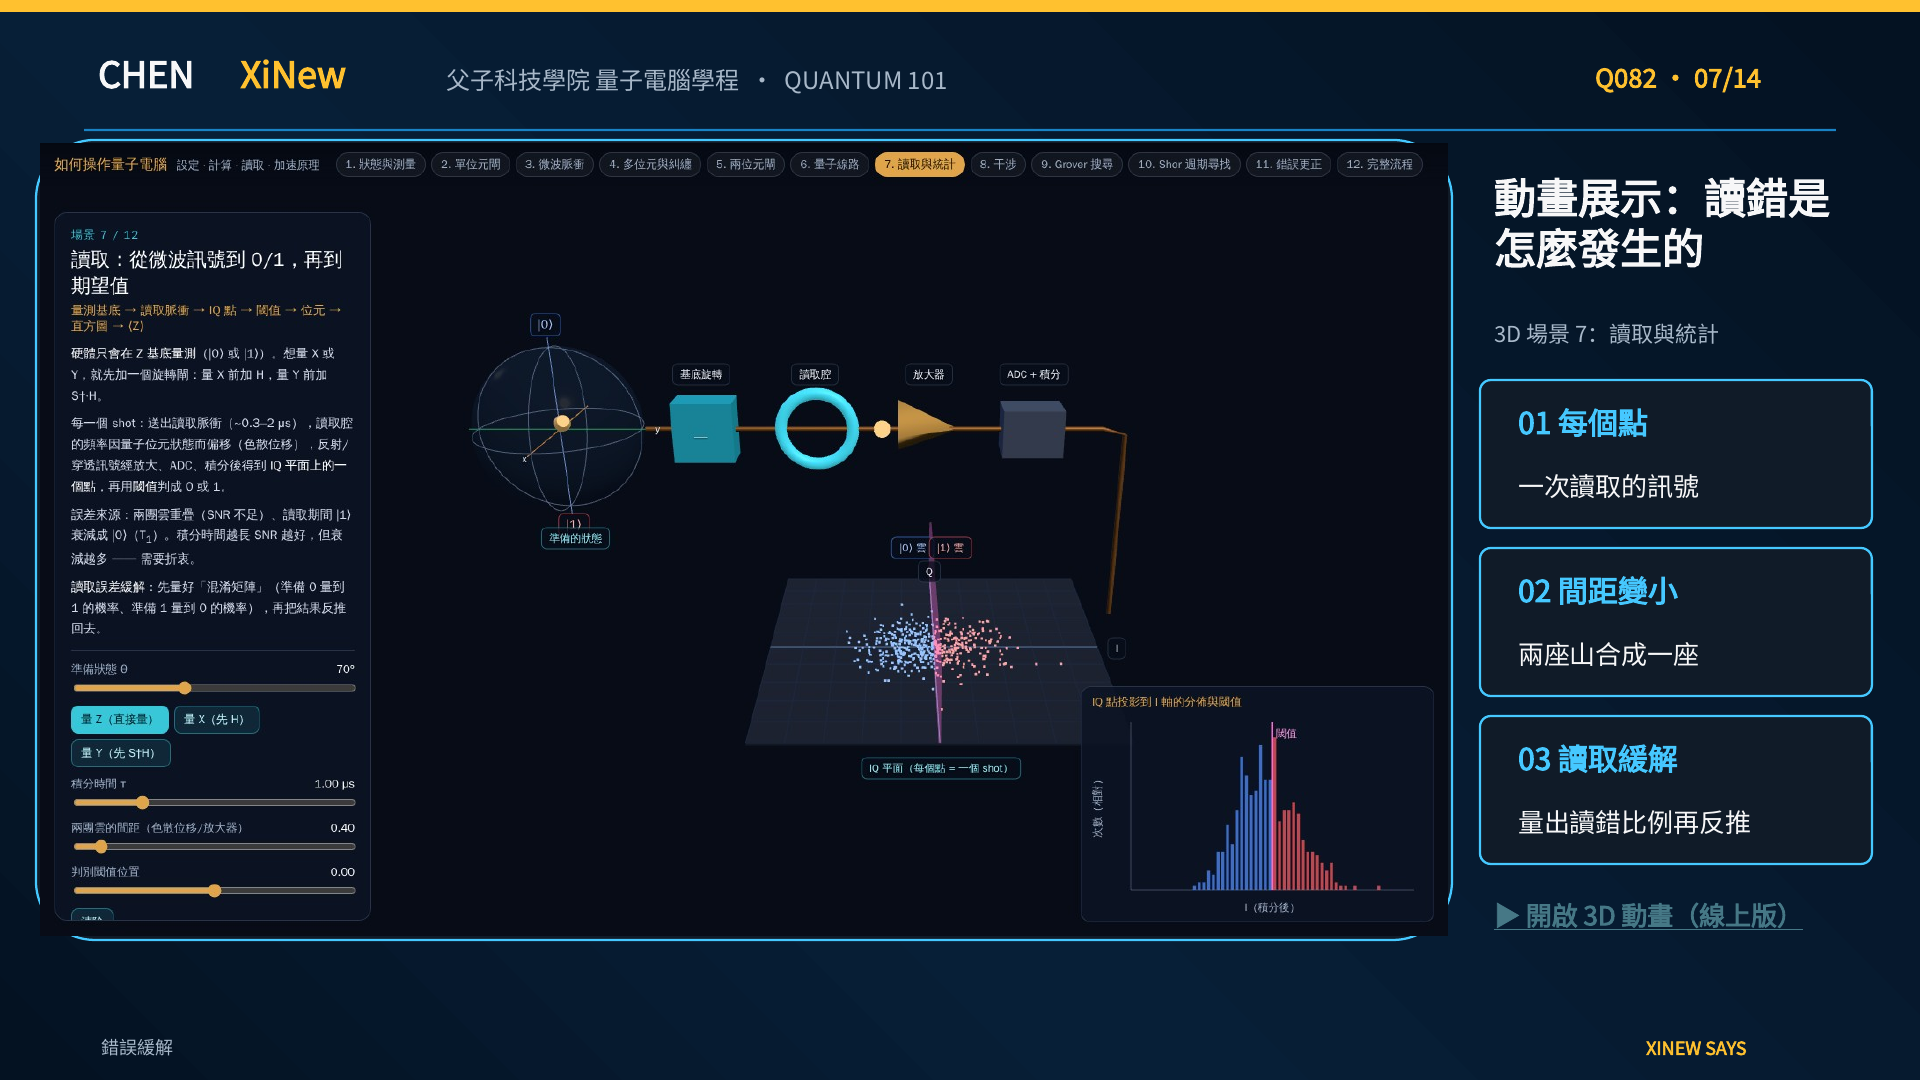 CHEN XiNew
父子科技學院 量子電腦學程 • QUANTUM 101
Q082 • 07/14
如何操作量子電腦 設定 · 計算 · 讀取 · 加速原理
1. 狀態與測量
2. 單位元閘
3. 微波脈衝
4. 多位元與糾纏
5. 兩位元閘
6. 量子線路
7. 讀取與統計
8. 干涉
9. Grover 搜尋
10. Shor 週期尋找
11. 錯誤更正
12. 完整流程
場景 7 / 12
讀取：從微波訊號到 0/1，再到
期望值
量測基底 → 讀取脈衝 → IQ 點 → 閾值 → 位元 →
直方圖 → ⟨Z⟩
硬體只會在 Z 基底量測（|0⟩ 或 |1⟩）。想量 X 或
Y，就先加一個旋轉閘：量 X 前加 H，量 Y 前加
S†·H。
每一個 shot：送出讀取脈衝（~0.3–2 μs），讀取腔
的頻率因量子位元狀態而偏移（色散位移），反射/
穿透訊號經放大、ADC、積分後得到 IQ 平面上的一
個點，再用閾值判成 0 或 1。
誤差來源：兩團雲重疊（SNR 不足）、讀取期間 |1⟩
衰減成 |0⟩（T₁）。積分時間越長 SNR 越好，但衰
減越多 —— 需要折衷。
讀取誤差緩解：先量好「混淆矩陣」（準備 0 量到
1 的機率、準備 1 量到 0 的機率），再把結果反推
回去。
準備狀態 θ 70°
量 Z（直接量）
量 X（先 H）
量 Y（先 S†H）
積分時間 τ 1.00 μs
兩團雲的間距（色散位移/放大器） 0.40
判別閾值位置 0.00
清除
|0⟩
y
x
|1⟩
準備的狀態
基底旋轉
讀取腔
放大器
ADC + 積分
—
|0⟩ 雲
|1⟩ 雲
Q
I
IQ 平面（每個點 = 一個 shot）
IQ 點投影到 I 軸的分佈與閾值
閾值
次數（相對）
I（積分後）
動畫展示：讀錯是
怎麼發生的
3D 場景 7：讀取與統計
01 每個點
一次讀取的訊號
02 間距變小
兩座山合成一座
03 讀取緩解
量出讀錯比例再反推
▶ 開啟 3D 動畫（線上版）
錯誤緩解
XINEW SAYS